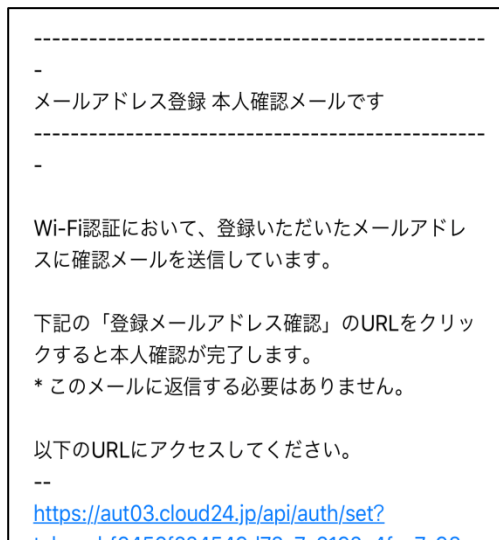 -------------------------------------------------
-
メールアドレス登録 本人確認メールです
-------------------------------------------------
-
Wi-Fi認証において、登録いただいたメールアドレ
スに確認メールを送信しています。
下記の「登録メールアドレス確認」のURLをクリッ
クすると本人確認が完了します。
* このメールに返信する必要はありません。
以下のURLにアクセスしてください。
--
https://aut03.cloud24.jp/api/auth/set?